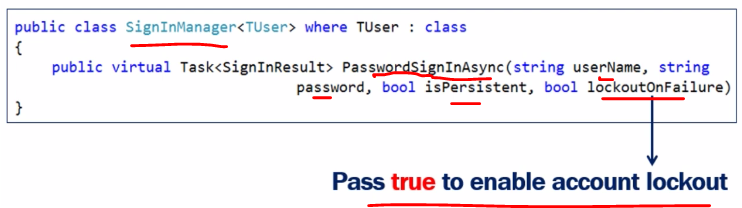 public class SignInManager<TUser> where TUser : class
{
public virtual Task<SignInResult> PasswordSignInAsync(string userName, string
password, bool isPersistent, bool lockoutOnFailure)
}
Pass true to enable account lockout